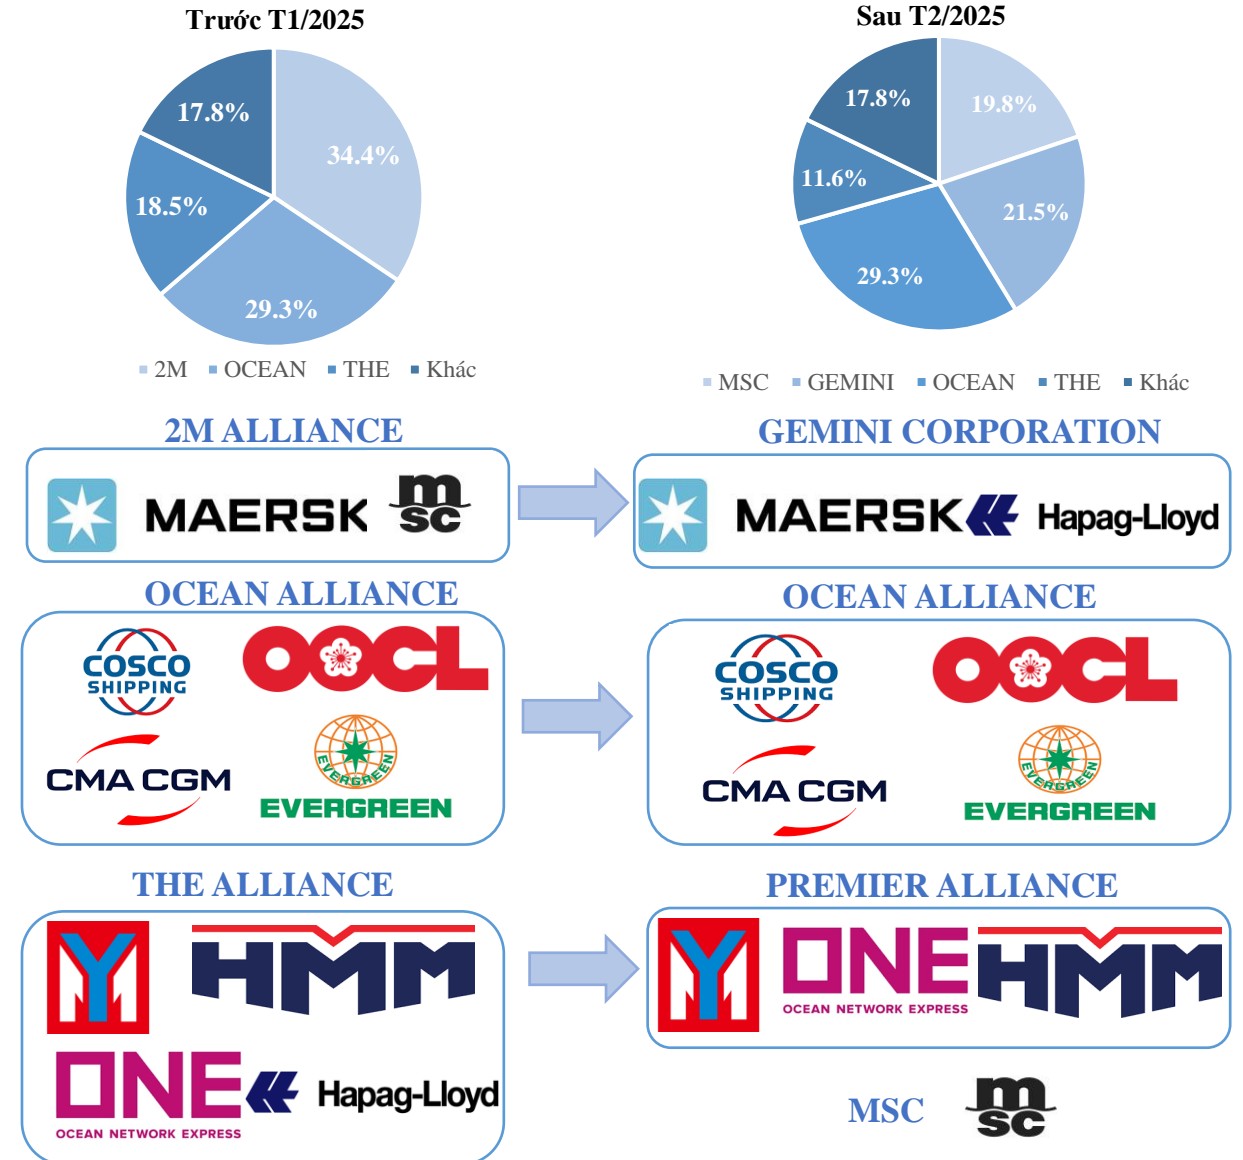 Trước T1/2025
17.8%
34.4%
18.5%
29.3%
2M OCEAN THE Khác
Sau T2/2025
17.8%
19.8%
11.6%
21.5%
29.3%
MSC GEMINI OCEAN THE Khác
2M ALLIANCE
MAERSK msc
GEMINI CORPORATION
MAERSK Hapag-Lloyd
OCEAN ALLIANCE
COSCO
SHIPPING
OOCL
CMA CGM
EVERGREEN
EVERGREEN
OCEAN ALLIANCE
COSCO
SHIPPING
OOCL
CMA CGM
EVERGREEN
EVERGREEN
THE ALLIANCE
YM HMM
ONE
OCEAN NETWORK EXPRESS
Hapag-Lloyd
PREMIER ALLIANCE
YM
ONE
OCEAN NETWORK EXPRESS
HMM
MSC msc